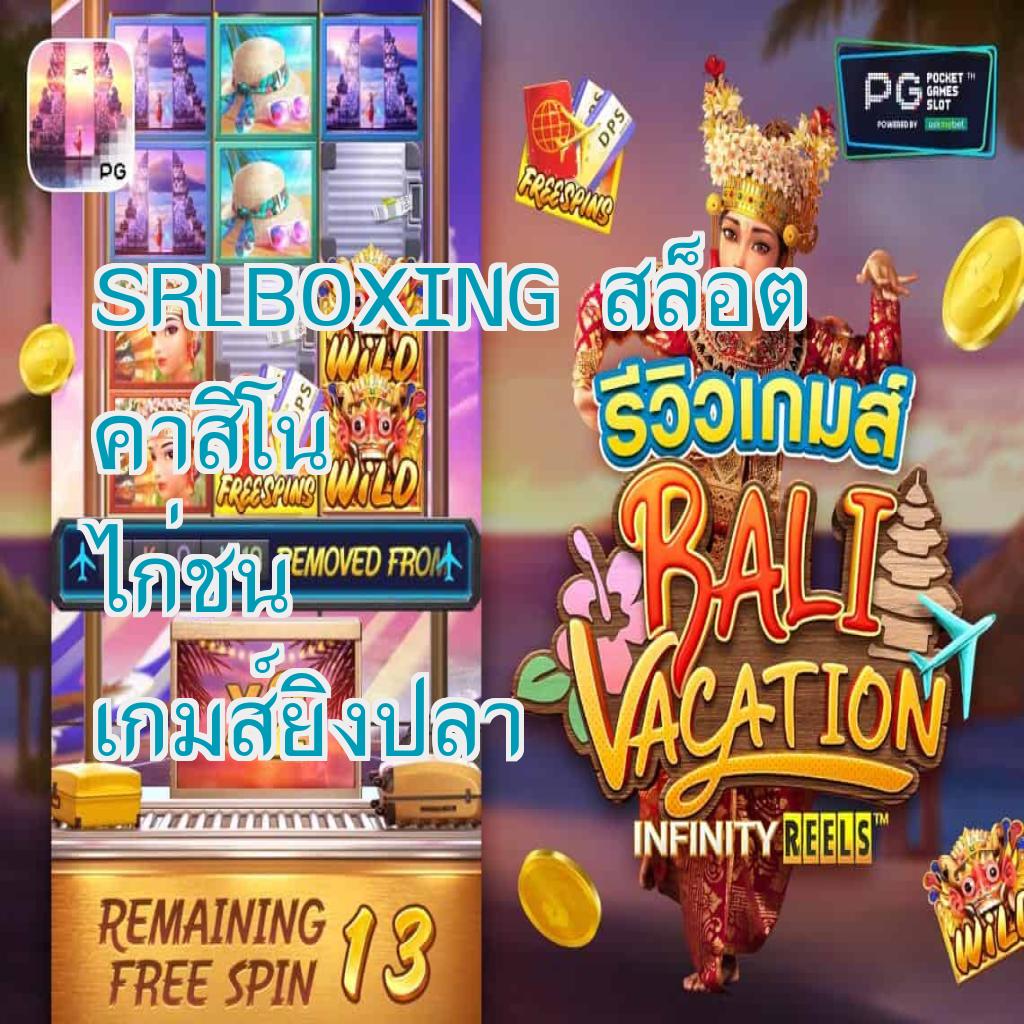 PG
PG POCKET GAMES SLOT™
POWERED BY askmebet
DPS
FREESPINS
SRLBOXING สล็อต
WILD
รีวิวเกมส์
คาสิโน
FREESPINS
WILD
BALI
ไก่ชน
REMOVED FROM
VACATION
เกมส์ยิงปลา
INFINITY REELS™
WILD
REMAINING
FREE SPIN 13